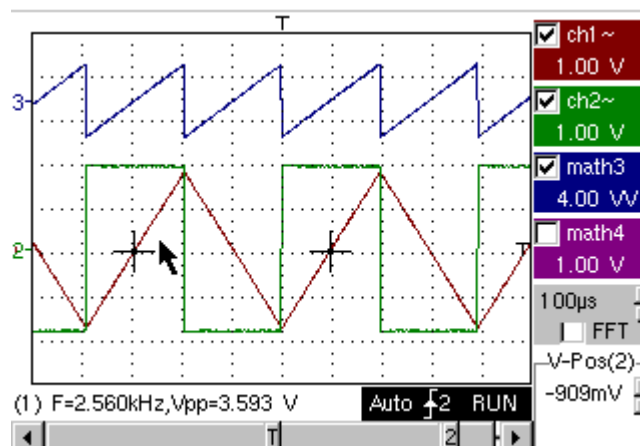 T
ch1~
1.00 V
ch2~
1.00 V
math3
4.00 VV
math4
1.00 V
3
2
T
100µs
FFT
V-Pos(2)
-909mV
(1) F=2.560kHz,Vpp=3.593 V
Auto 2 RUN
T
2